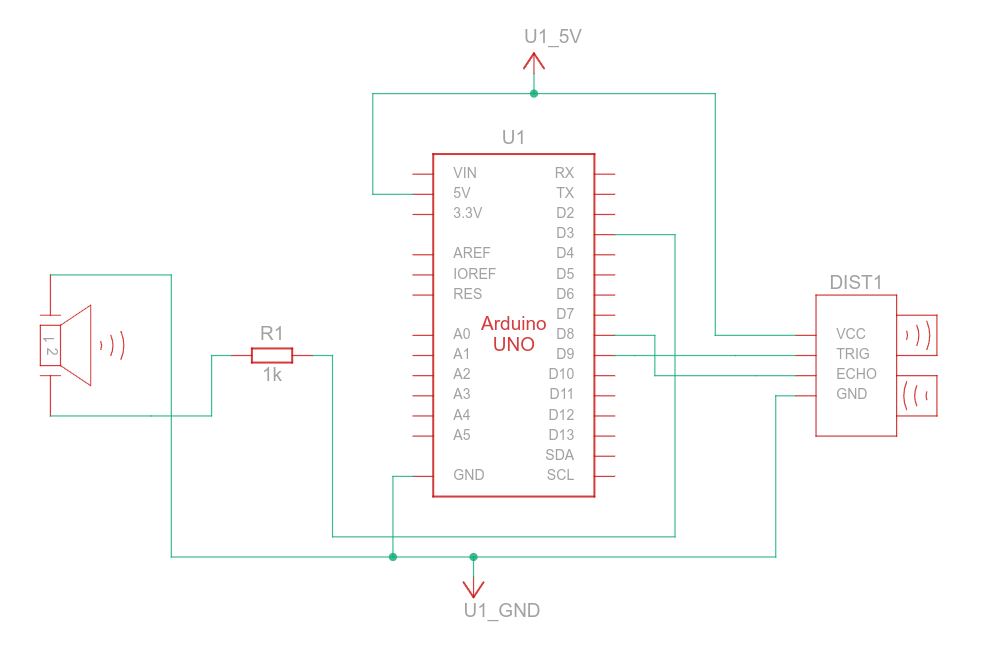 U1_5V
U1
VIN
5V
3.3V
AREF
IOREF
RES
A0
A1
A2
A3
A4
A5
GND
Arduino
UNO
RX
TX
D2
D3
D4
D5
D6
D7
D8
D9
D10
D11
D12
D13
SDA
SCL
1
2
R1
1k
DIST1
VCC
TRIG
ECHO
GND
U1_GND